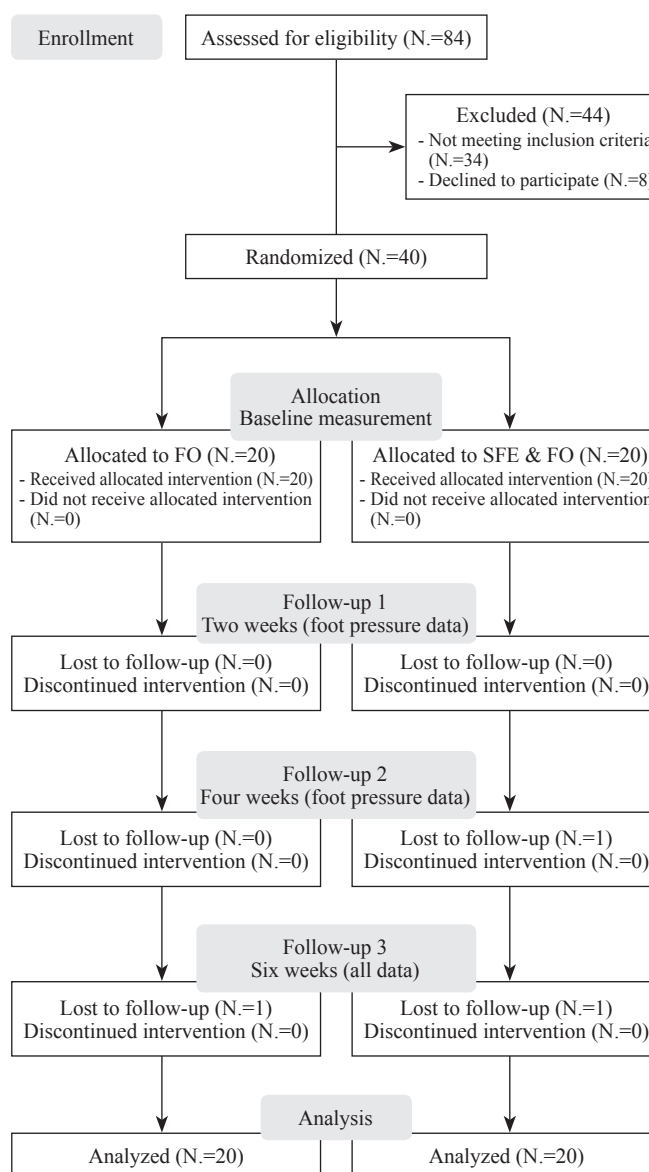 Enrollment
Assessed for eligibility (N.=84)
Excluded (N.=44)
- Not meeting inclusion criteria
(N.=34)
- Declined to participate (N.=8)
Randomized (N.=40)
Allocation
Baseline measurement
Allocated to FO (N.=20)
- Received allocated intervention (N.=20)
- Did not receive allocated intervention
(N.=0)
Allocated to SFE & FO (N.=20)
- Received allocated intervention (N.=20)
- Did not receive allocated intervention
(N.=0)
Follow-up 1
Two weeks (foot pressure data)
Lost to follow-up (N.=0)
Discontinued intervention (N.=0)
Lost to follow-up (N.=0)
Discontinued intervention (N.=0)
Follow-up 2
Four weeks (foot pressure data)
Lost to follow-up (N.=0)
Discontinued intervention (N.=0)
Lost to follow-up (N.=1)
Discontinued intervention (N.=0)
Follow-up 3
Six weeks (all data)
Lost to follow-up (N.=1)
Discontinued intervention (N.=0)
Lost to follow-up (N.=1)
Discontinued intervention (N.=0)
Analysis
Analyzed (N.=20)
Analyzed (N.=20)